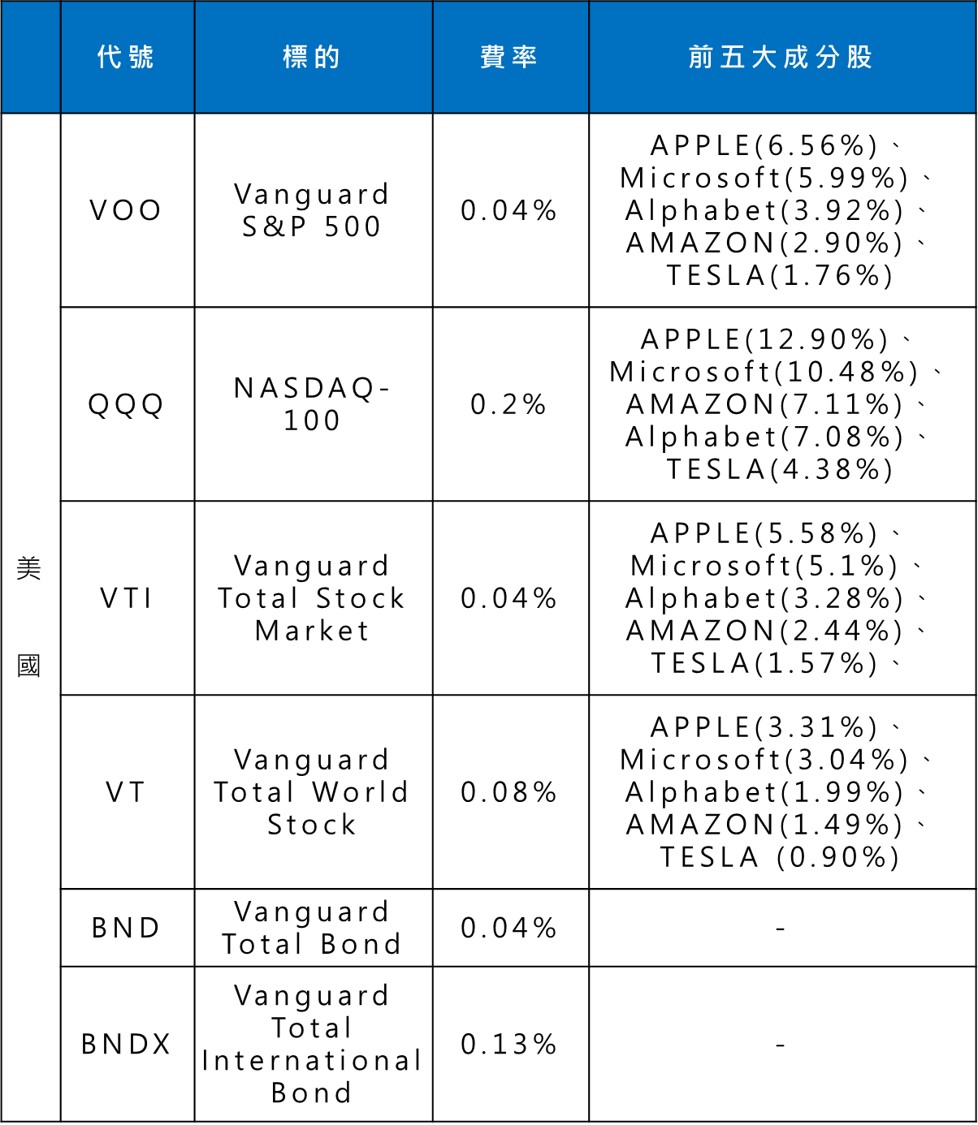 代號 標的 費率 前五大成分股
美
國
VOO
Vanguard
S&P 500
0.04%
APPLE(6.56%)、
Microsoft(5.99%)、
Alphabet(3.92%)、
AMAZON(2.90%)、
TESLA(1.76%)
QQQ
NASDAQ-
100
0.2%
APPLE(12.90%)、
Microsoft(10.48%)、
AMAZON(7.11%)、
Alphabet(7.08%)、
TESLA(4.38%)
VTI
Vanguard
Total Stock
Market
0.04%
APPLE(5.58%)、
Microsoft(5.1%)、
Alphabet(3.28%)、
AMAZON(2.44%)、
TESLA(1.57%)、
VT
Vanguard
Total World
Stock
0.08%
APPLE(3.31%)、
Microsoft(3.04%)、
Alphabet(1.99%)、
AMAZON(1.49%)、
TESLA (0.90%)
BND
Vanguard
Total Bond
0.04%
-
BNDX
Vanguard
Total
International
Bond
0.13%
-